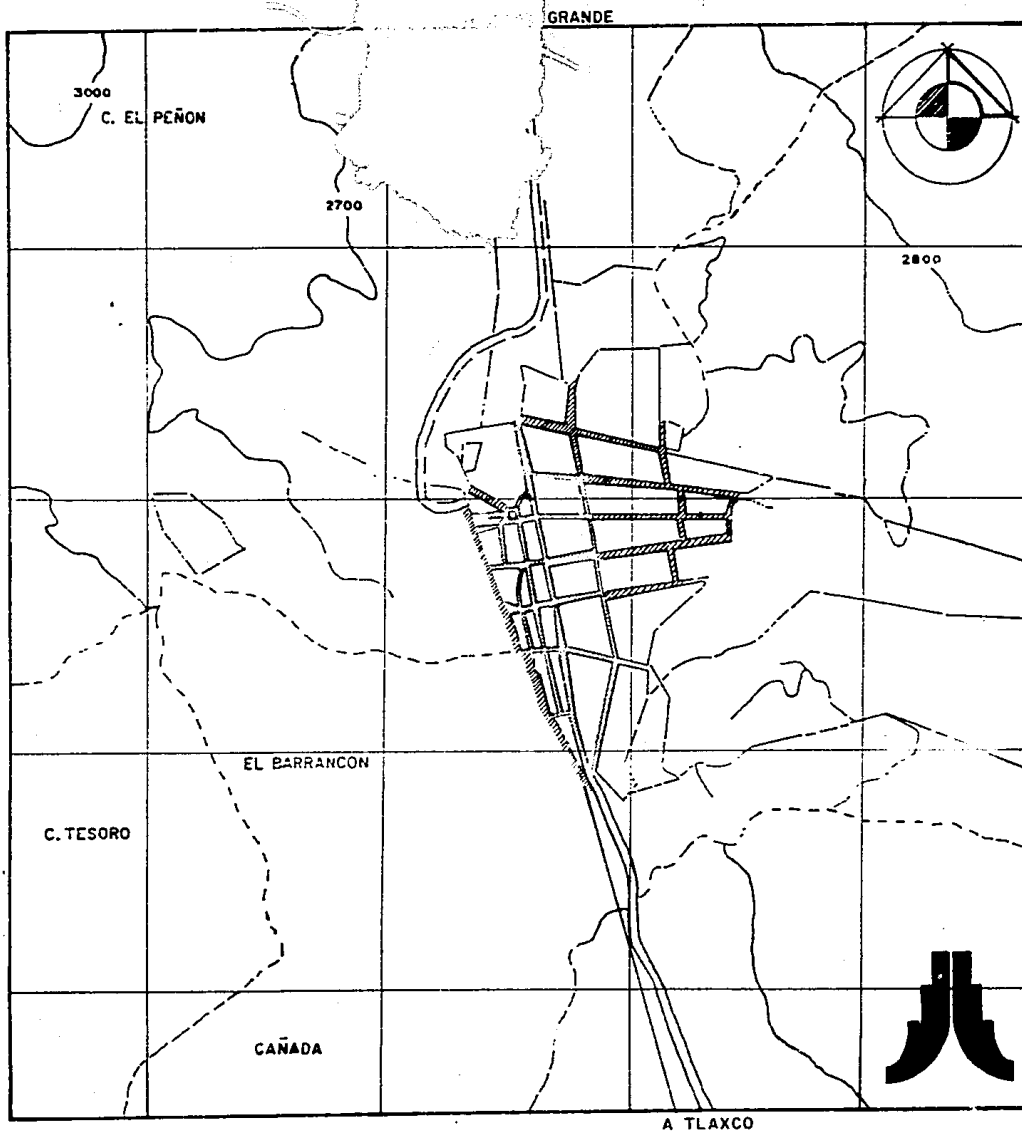 GRANDE
3000
C. EL PEÑON
2700
2800
EL BARRANCON
C. TESORO
CAÑADA
A TLAXCO